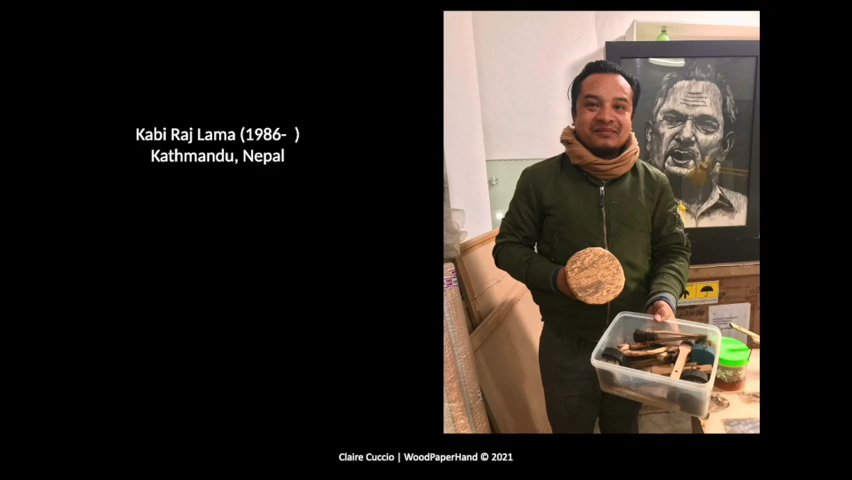 Kabi Raj Lama (1986-  )
Kathmandu, Nepal
Claire Cuccio | WoodPaperHand © 2021